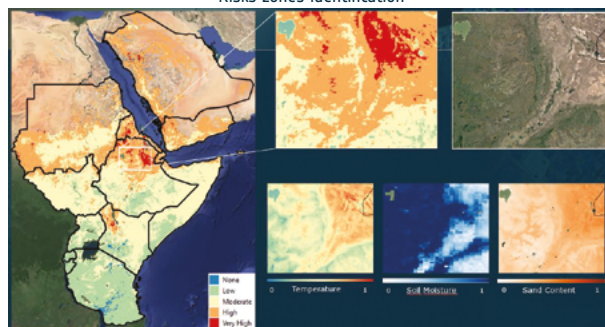 Risks zones identification
None
Low
Moderate
High
Very High
0 Temperature 1
0 Soil Moisture 1
0 Sand Content 1